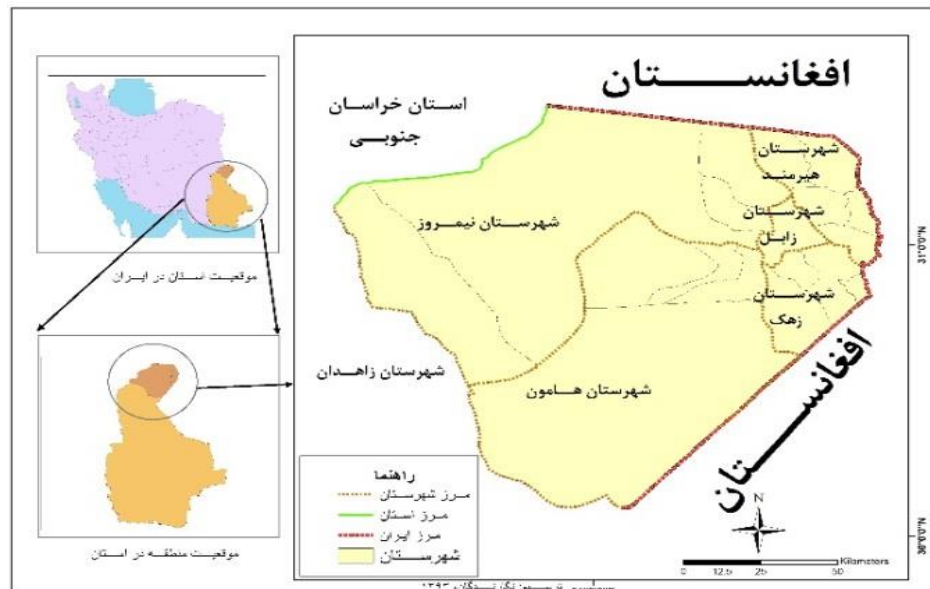 افغانستان
استان خراسان
جنوبی
شهرستان
هیرمند
شهرستان
زابل
شهرستان نیمروز
شهرستان
زهک
شهرستان زاهدان
شهرستان هامون
افغانستان
موقعیت استان در ایران
موقعیت منطقه در استان
راهنما
مرز شهرستان
مرز استان
مرز ایران
شهرستان
N
Kilometers
0 12.5 25 50
نگارندگان، ۱۳۹۳